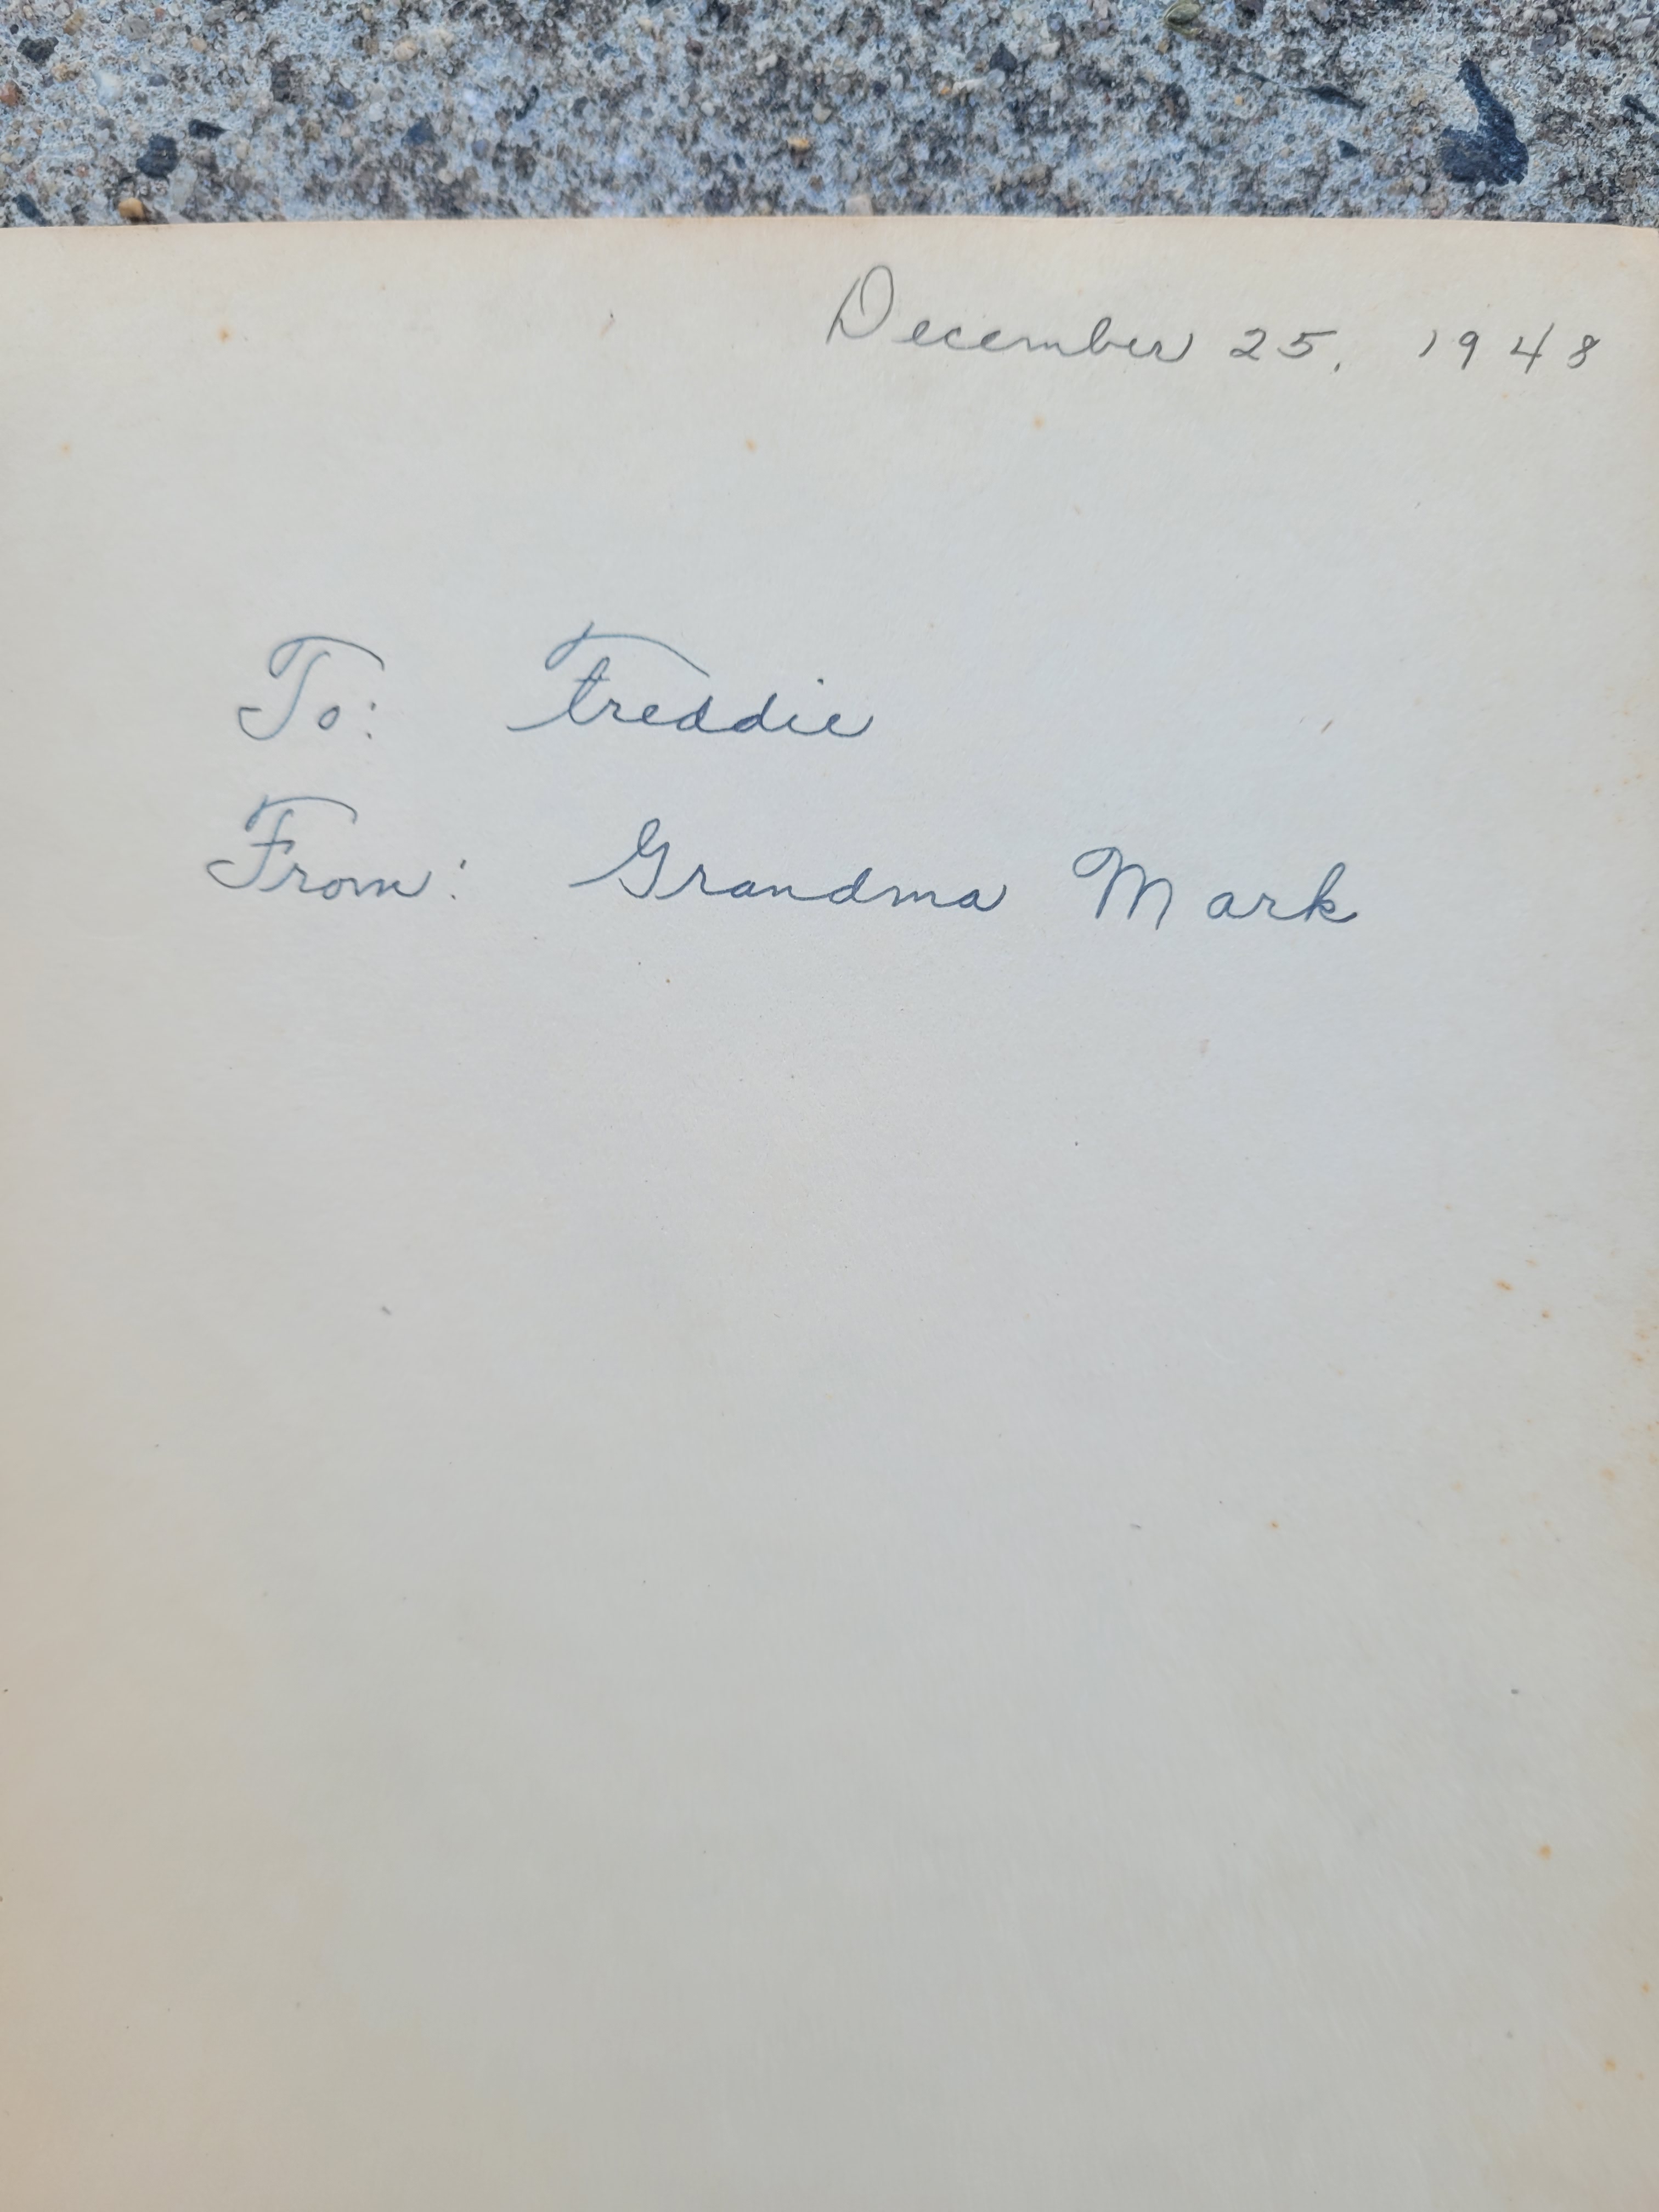 December 25, 1948
To: Freddie
From: Grandma Mark